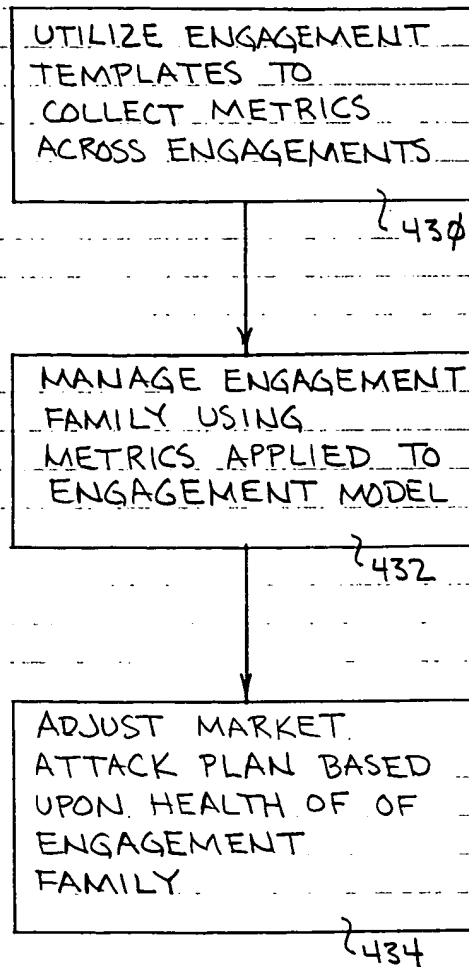 UTILIZE ENGAGEMENT
TEMPLATES TO
COLLECT METRICS
ACROSS ENGAGEMENTS
430
MANAGE ENGAGEMENT
FAMILY USING
METRICS APPLIED TO
ENGAGEMENT MODEL
432
ADJUST MARKET
ATTACK PLAN BASED
UPON HEALTH OF OF
ENGAGEMENT
FAMILY
434